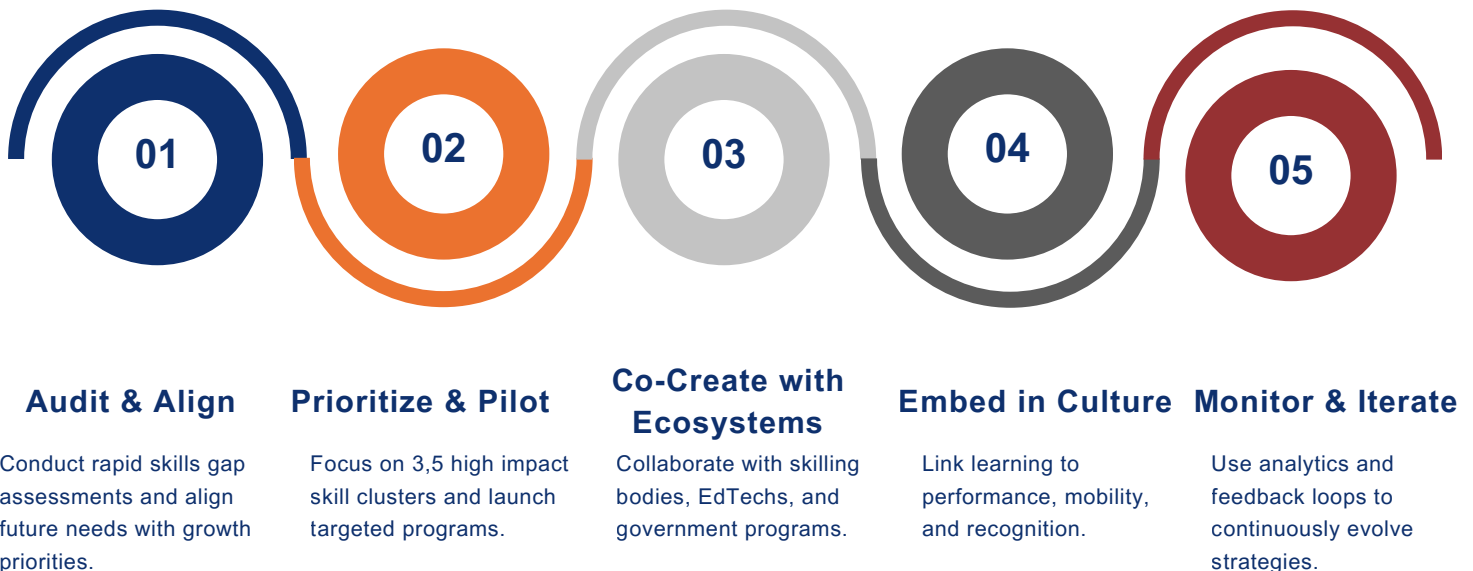 01
02
03
04
05
Audit & Align
Conduct rapid skills gap
assessments and align
future needs with growth
priorities.
Prioritize & Pilot
Focus on 3,5 high impact
skill clusters and launch
targeted programs.
Co-Create with
Ecosystems
Collaborate with skilling
bodies, EdTechs, and
government programs.
Embed in Culture
Link learning to
performance, mobility,
and recognition.
Monitor & Iterate
Use analytics and
feedback loops to
continuously evolve
strategies.